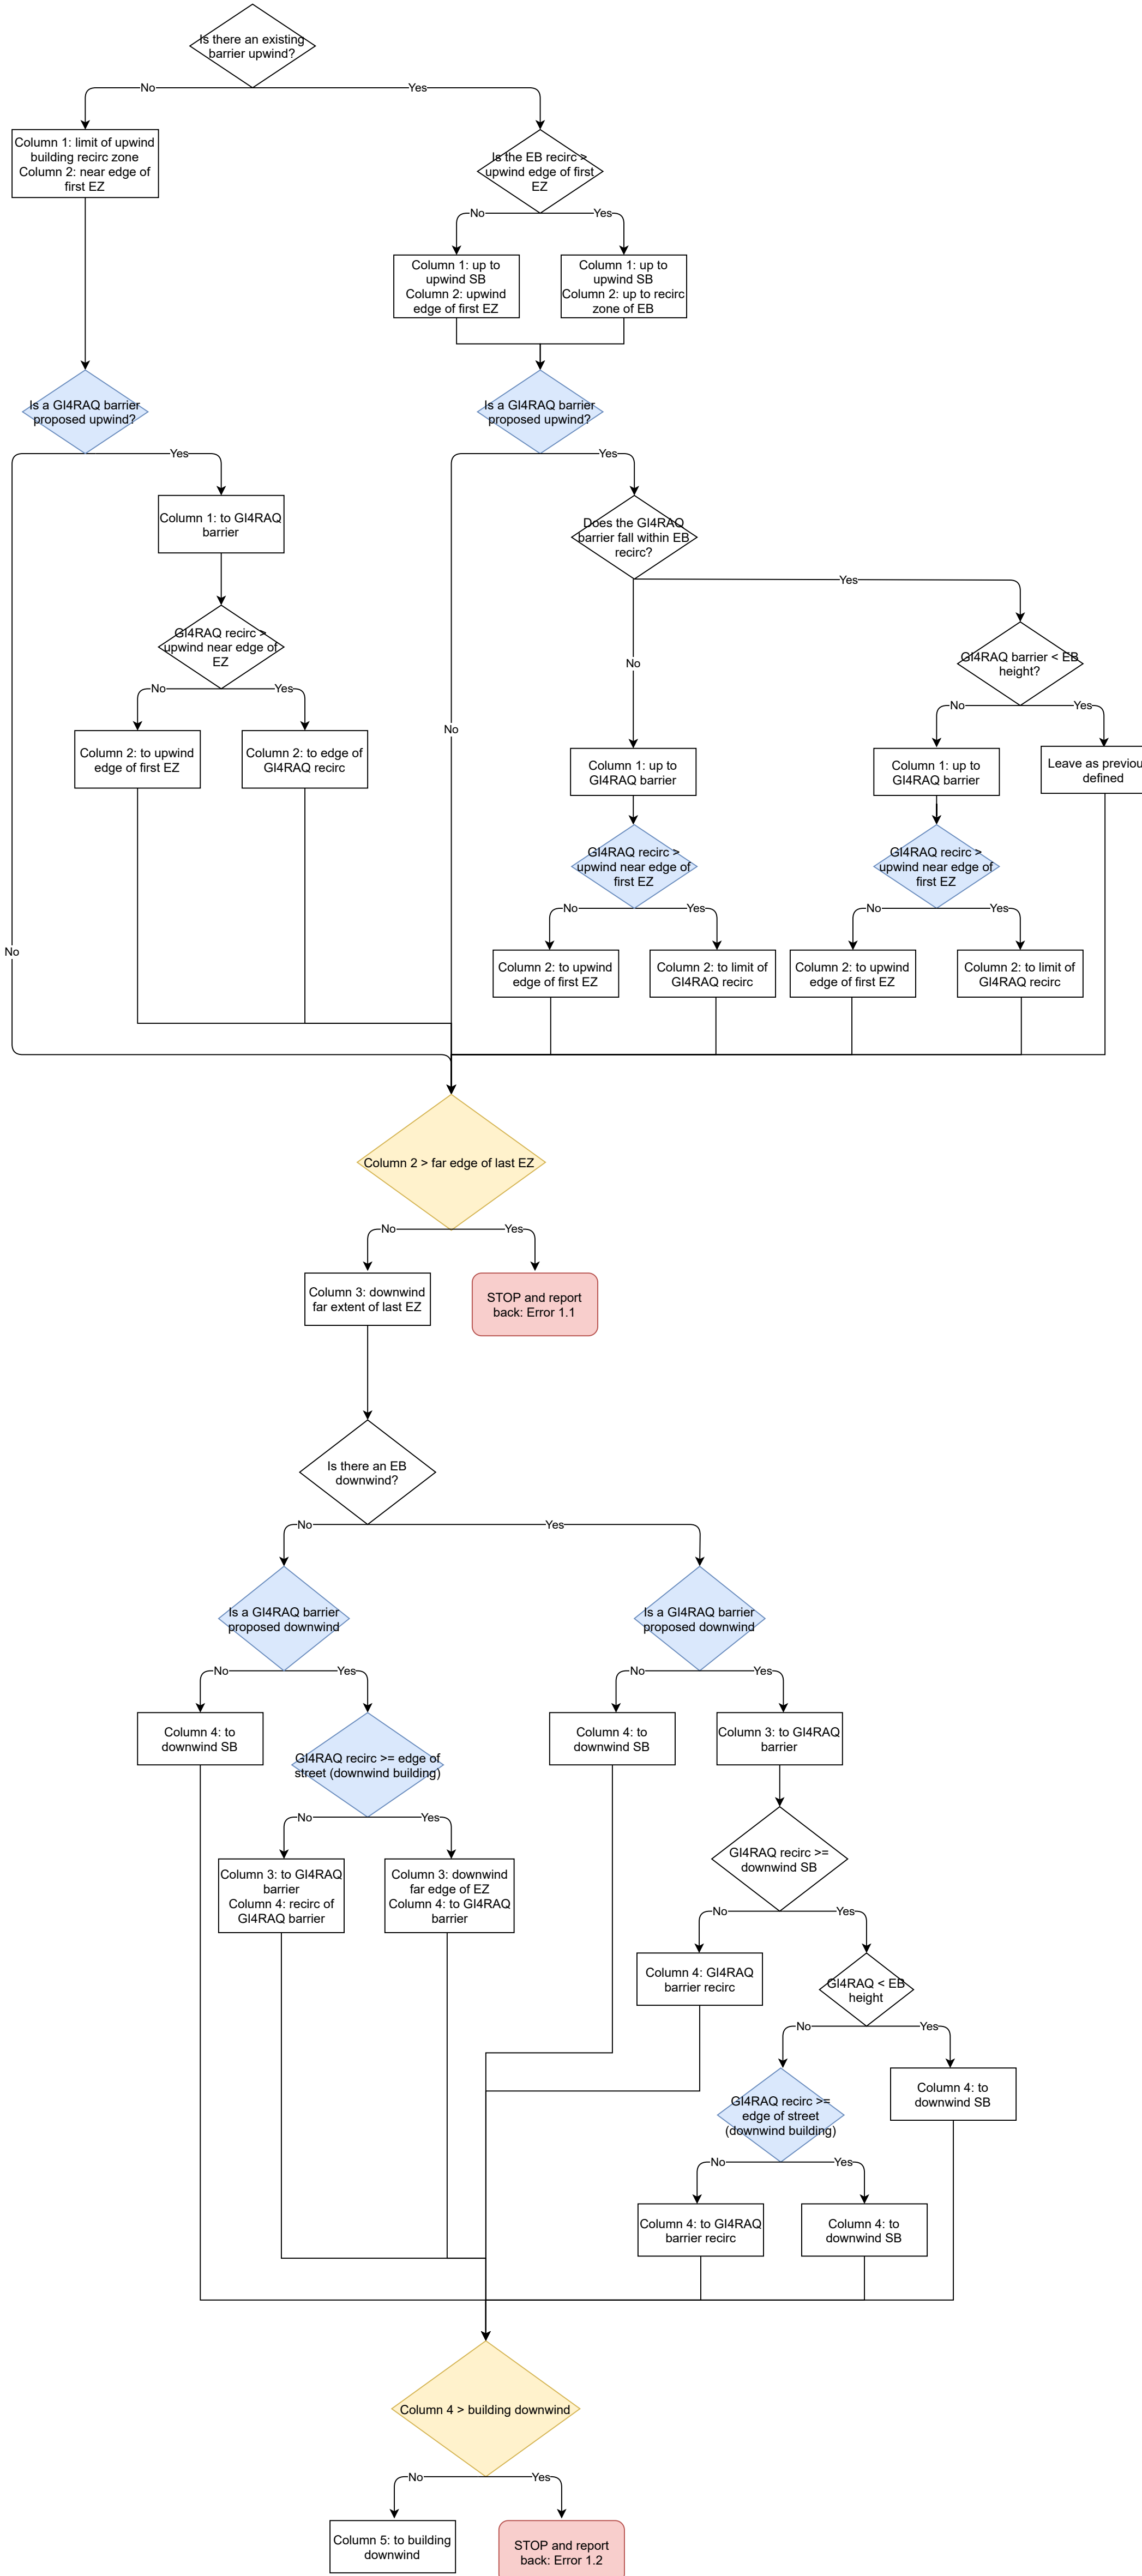 Is there an existing
barrier upwind?
No
Yes
Column 1: limit of upwind
building recirc zone
Column 2: near edge of
first EZ
Is the EB recirc >
upwind edge of first
EZ
No
Yes
Column 1: up to
upwind SB
Column 2: upwind
edge of first EZ
Column 1: up to
upwind SB
Column 2: up to recirc
zone of EB
Is a GI4RAQ barrier
proposed upwind?
Is a GI4RAQ barrier
proposed upwind?
Yes
Yes
Column 1: to GI4RAQ
barrier
Does the GI4RAQ
barrier fall within EB
recirc?
Yes
GI4RAQ recirc >
upwind near edge of
EZ
No
GI4RAQ barrier < EB
height?
No
Yes
No
Yes
No
Column 2: to upwind
edge of first EZ
Column 2: to edge of
GI4RAQ recirc
Column 1: up to
GI4RAQ barrier
Column 1: up to
GI4RAQ barrier
Leave as previou
defined
GI4RAQ recirc >
upwind near edge of
first EZ
GI4RAQ recirc >
upwind near edge of
first EZ
No
Yes
No
Yes
No
Column 2: to upwind
edge of first EZ
Column 2: to limit of
GI4RAQ recirc
Column 2: to upwind
edge of first EZ
Column 2: to limit of
GI4RAQ recirc
Column 2 > far edge of last EZ
No
Yes
Column 3: downwind
far extent of last EZ
STOP and report
back: Error 1.1
Is there an EB
downwind?
No
Yes
Is a GI4RAQ barrier
proposed downwind
Is a GI4RAQ barrier
proposed downwind
No
Yes
No
Yes
Column 4: to
downwind SB
GI4RAQ recirc >= edge of
street (downwind building)
Column 4: to
downwind SB
Column 3: to GI4RAQ
barrier
No
Yes
GI4RAQ recirc >=
downwind SB
Column 3: to GI4RAQ
barrier
Column 4: recirc of
GI4RAQ barrier
Column 3: downwind
far edge of EZ
Column 4: to GI4RAQ
barrier
No
Yes
Column 4: GI4RAQ
barrier recirc
GI4RAQ < EB
height
No
Yes
GI4RAQ recirc >=
edge of street
(downwind building)
Column 4: to
downwind SB
No
Yes
Column 4: to GI4RAQ
barrier recirc
Column 4: to
downwind SB
Column 4 > building downwind
No
Yes
Column 5: to building
downwind
STOP and report
back: Error 1.2